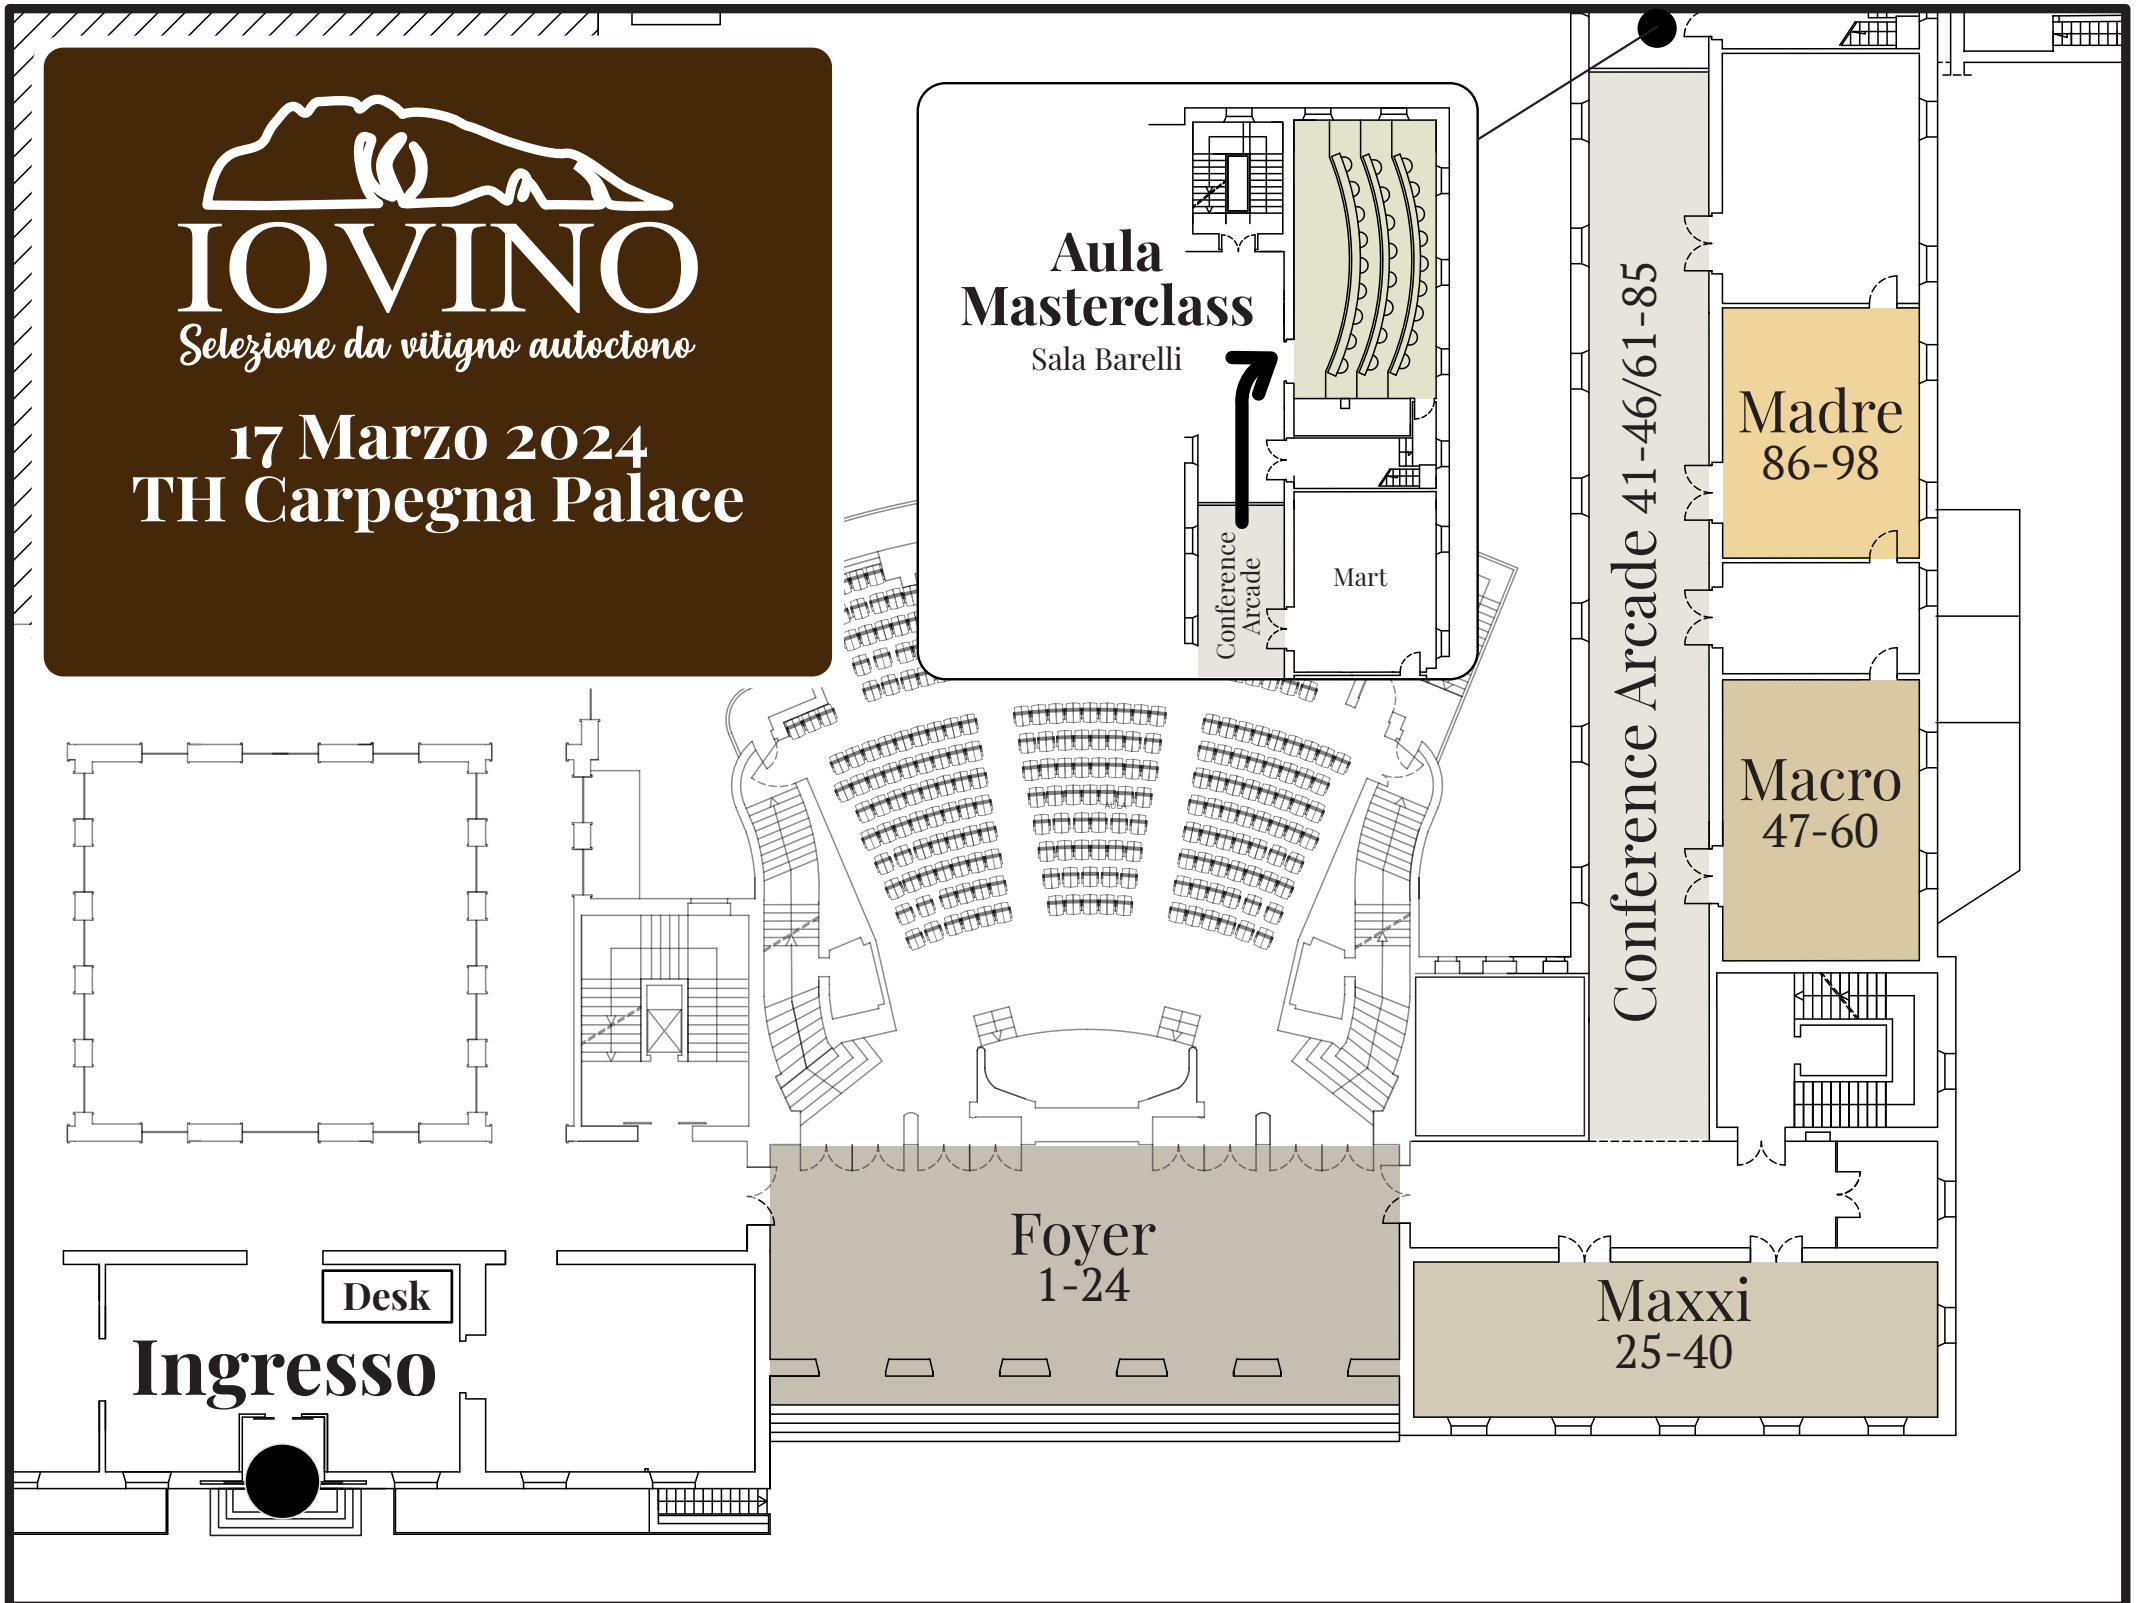 IOVINO
Selezione da vitigno autoctono
17 Marzo 2024
TH Carpegna Palace
Aula
Masterclass
Sala Barelli
Conference
Arcade
Mart
Conference Arcade 41-46/61-85
Madre
86-98
Macro
47-60
Foyer
1-24
Maxxi
25-40
Desk
Ingresso